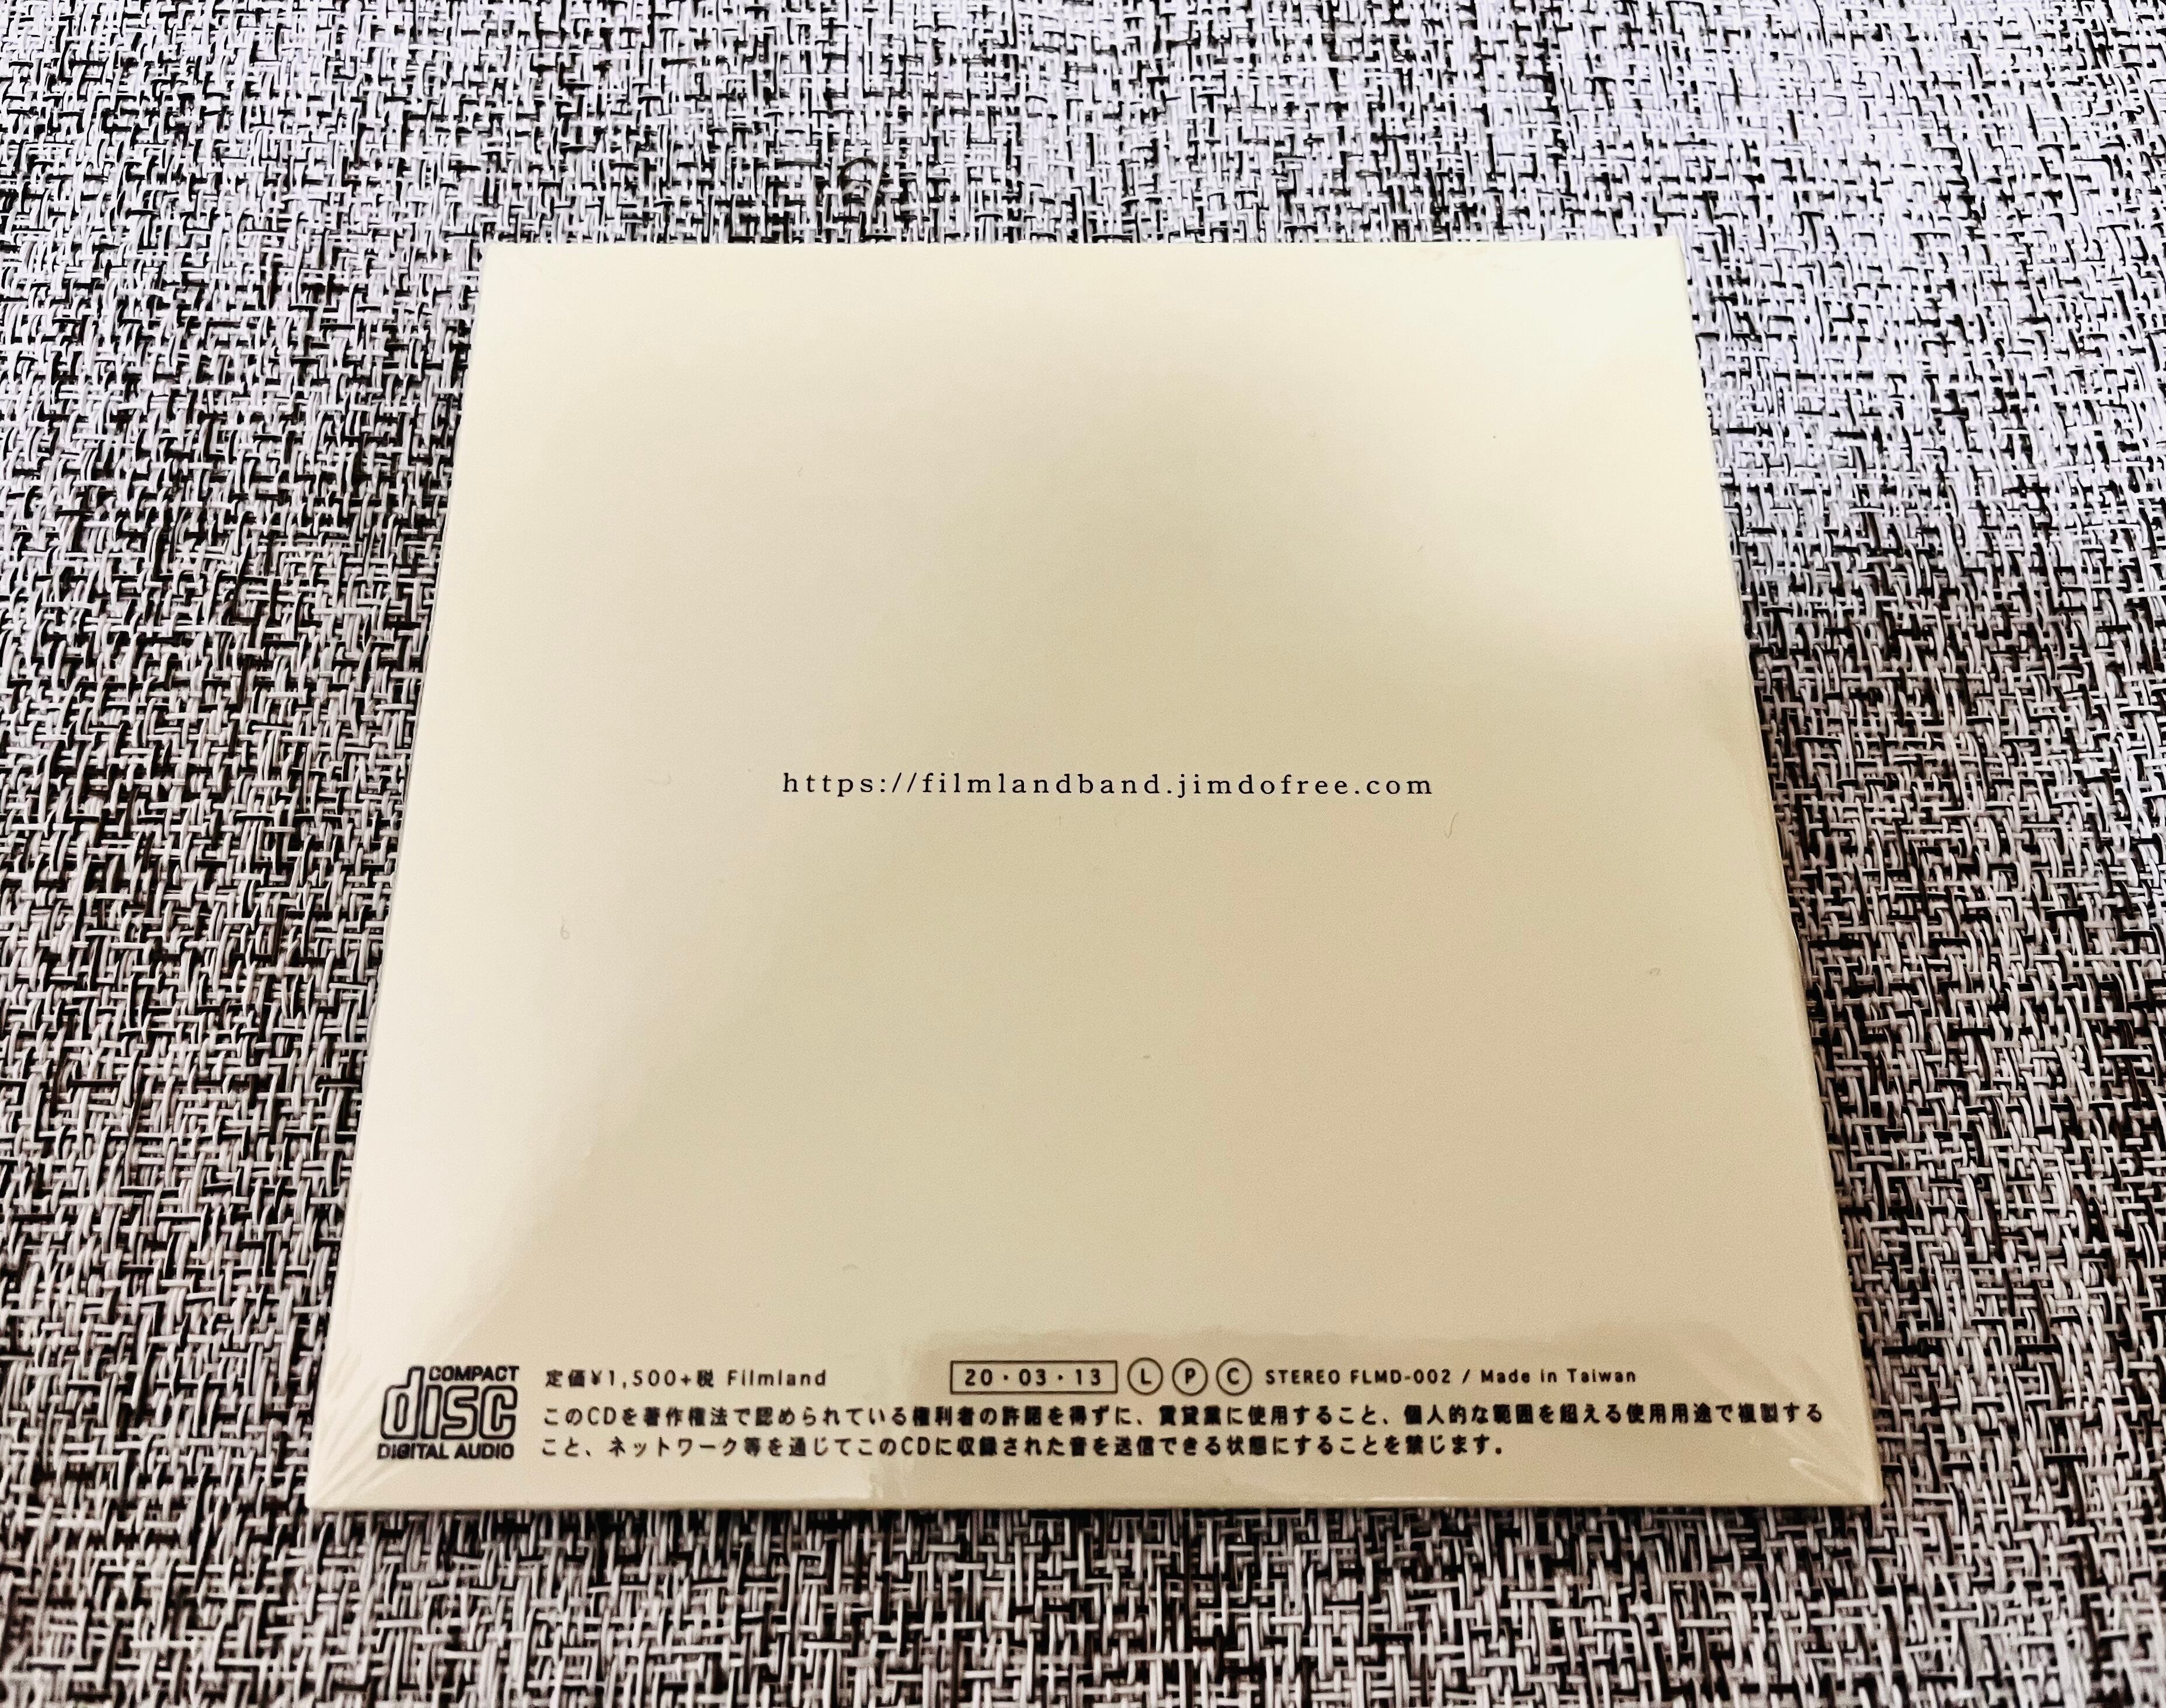 https://filmlandband.jimdofree.com
COMPACT
disc
DIGITAL AUDIO
定価¥1,500+税 Filmland 20・03・13 Ⓛ Ⓟ Ⓒ STEREO FLMD-002 / Made in Taiwan
このCDを著作権法で認められている権利者の許諾を得ずに、賃貸業に使用すること、個人的な範囲を超える使用用途で複製する
こと、ネットワーク等を通じてこのCDに収録された音を送信できる状態にすることを禁じます。